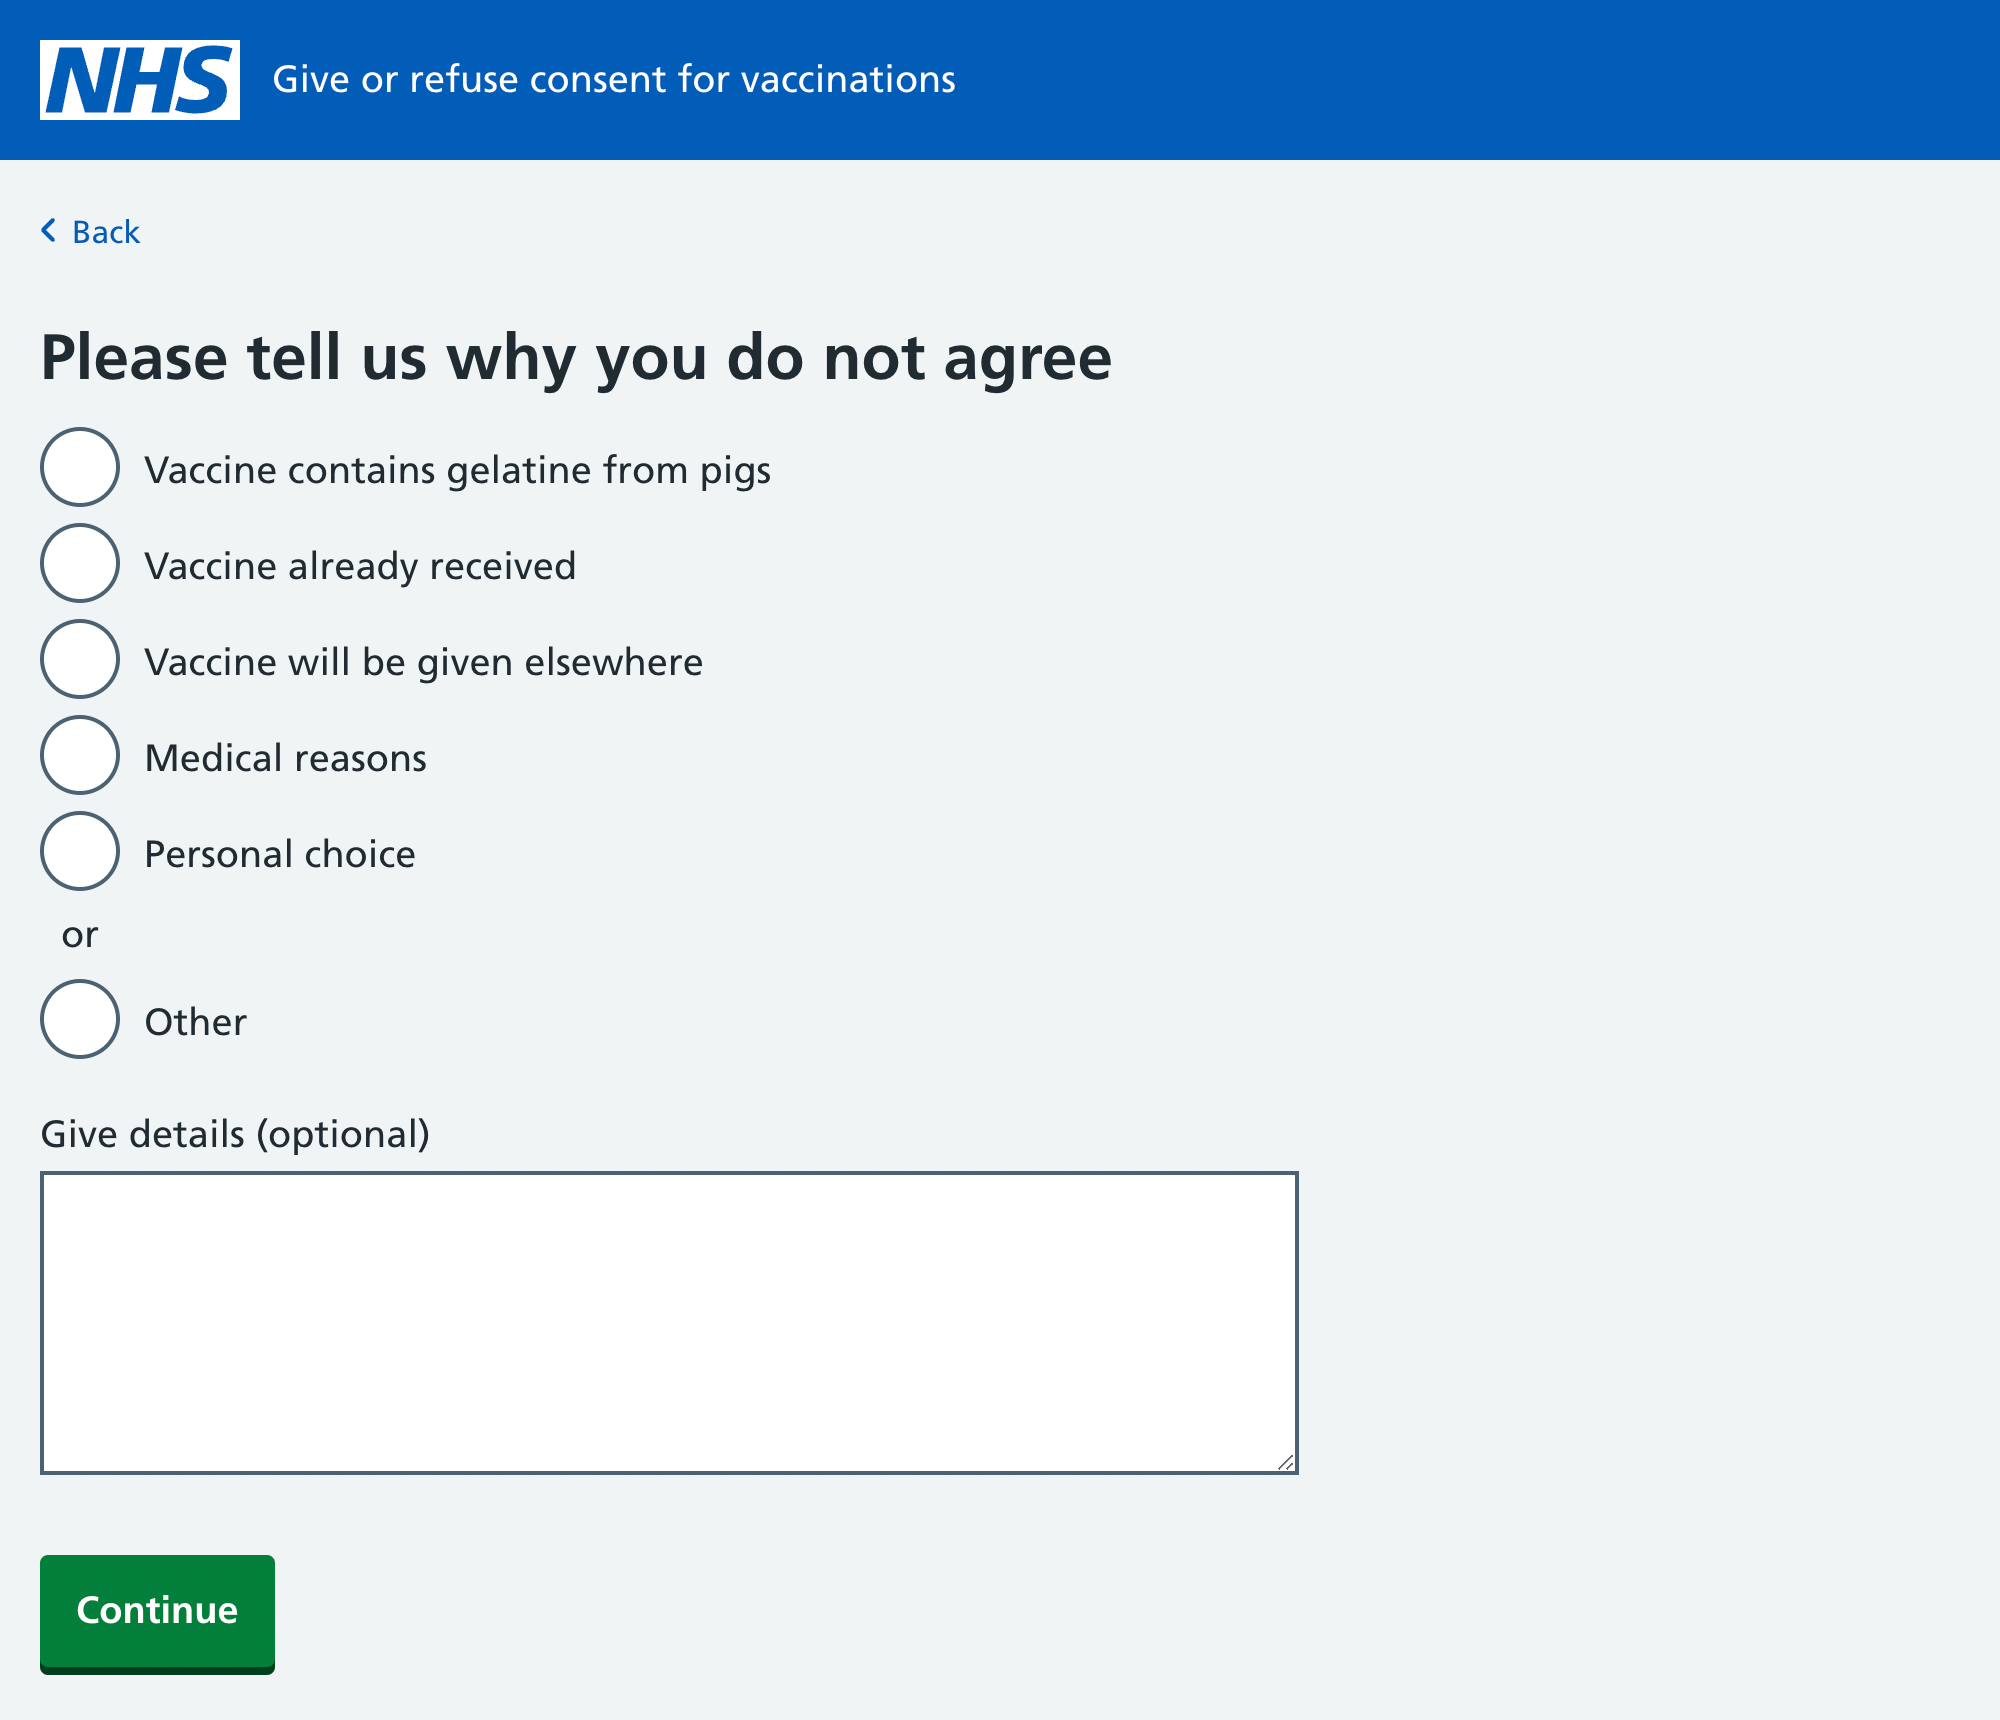 NHS
Give or refuse consent for vaccinations
Back
Please tell us why you do not agree
Vaccine contains gelatine from pigs
Vaccine already received
Vaccine will be given elsewhere
Medical reasons
Personal choice
or
Other
Give details (optional)
Continue